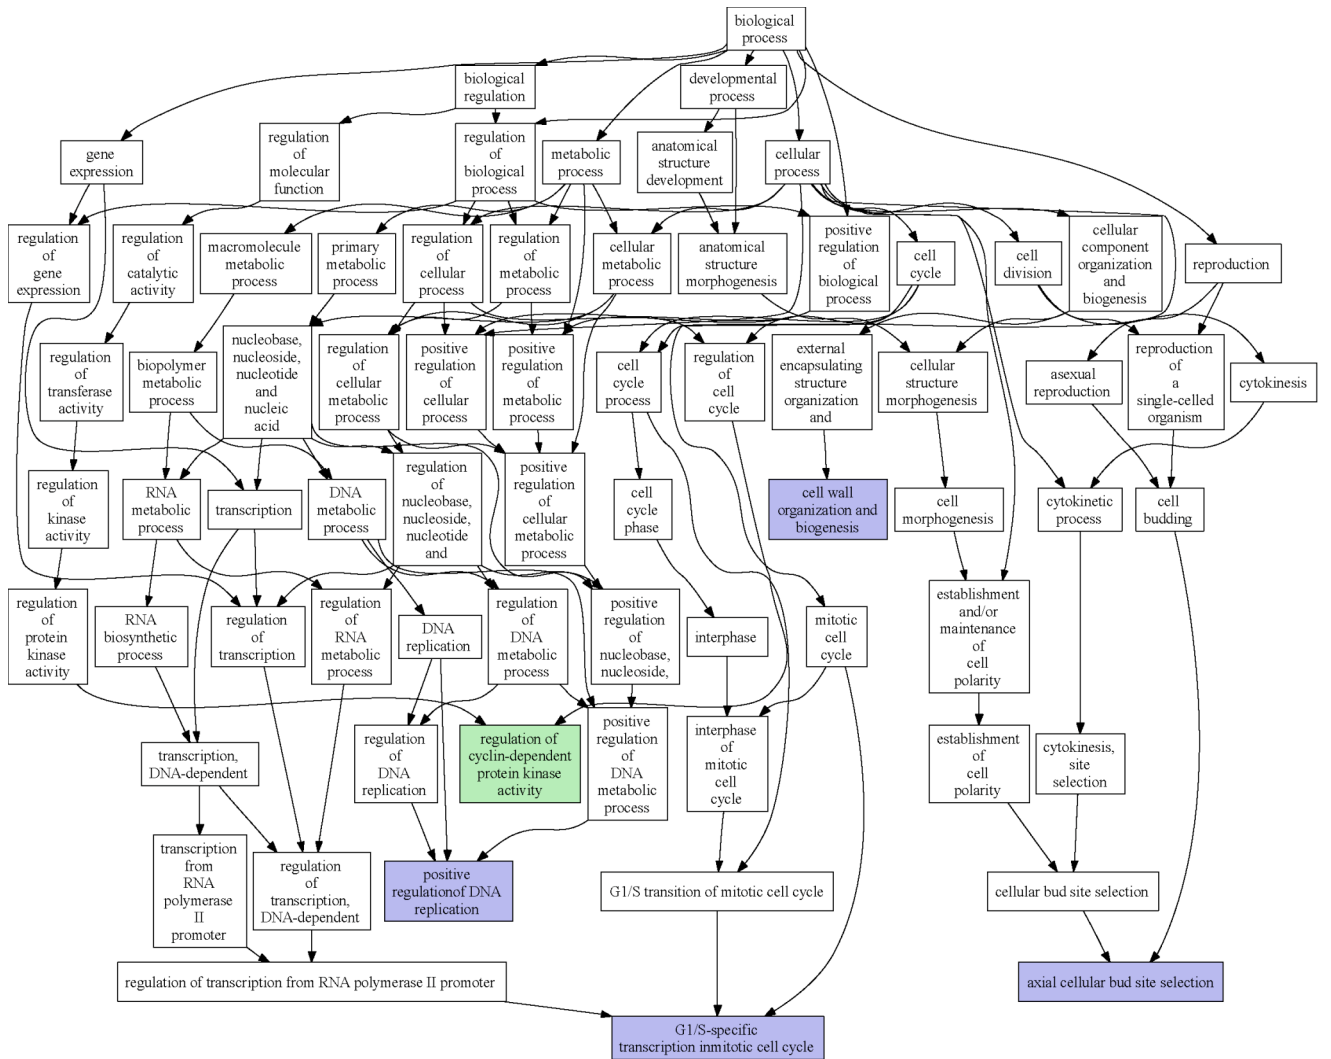 biological
process
biological
regulation
developmental
process
gene
expression
regulation
of
molecular
function
regulation
of
biological
process
metabolic
process
anatomical
structure
development
cellular
process
regulation
of
gene
expression
regulation
of
catalytic
activity
macromolecule
metabolic
process
primary
metabolic
process
regulation
of
cellular
process
regulation
of
metabolic
process
cellular
metabolic
process
anatomical
structure
morphogenesis
positive
regulation
of
biological
process
cell
cycle
cell
division
cellular
component
organization
and
biogenesis
reproduction
regulation
of
transferase
activity
biopolymer
metabolic
process
nucleobase,
nucleoside,
nucleotide
and
nucleic
acid
regulation
of
cellular
metabolic
process
positive
regulation
of
cellular
process
positive
regulation
of
metabolic
process
cell
cycle
process
regulation
of
cell
cycle
external
encapsulating
structure
organization
and
cellular
structure
morphogenesis
asexual
reproduction
reproduction
of
a
single-celled
organism
cytokinesis
regulation
of
kinase
activity
RNA
metabolic
process
transcription
DNA
metabolic
process
regulation
of
nucleobase,
nucleoside,
nucleotide
and
positive
regulation
of
cellular
metabolic
process
cell
cycle
phase
cell wall
organization and
biogenesis
cell
morphogenesis
cytokinetic
process
cell
budding
regulation
of
protein
kinase
activity
RNA
biosynthetic
process
regulation
of
transcription
regulation
of
RNA
metabolic
process
DNA
replication
regulation
of
DNA
metabolic
process
positive
regulation
of
nucleobase,
nucleoside,
interphase
mitotic
cell
cycle
establishment
and/or
maintenance
of
cell
polarity
transcription,
DNA-dependent
regulation
of
DNA
replication
regulation of
cyclin-dependent
protein kinase
activity
positive
regulation
of
DNA
metabolic
process
interphase
of
mitotic
cell
cycle
establishment
of
cell
polarity
cytokinesis,
site
selection
transcription
from
RNA
polymerase
II
promoter
regulation
of
transcription,
DNA-dependent
positive
regulationof DNA
replication
G1/S transition of mitotic cell cycle
cellular bud site selection
regulation of transcription from RNA polymerase II promoter
axial cellular bud site selection
G1/S-specific
transcription inmitotic cell cycle